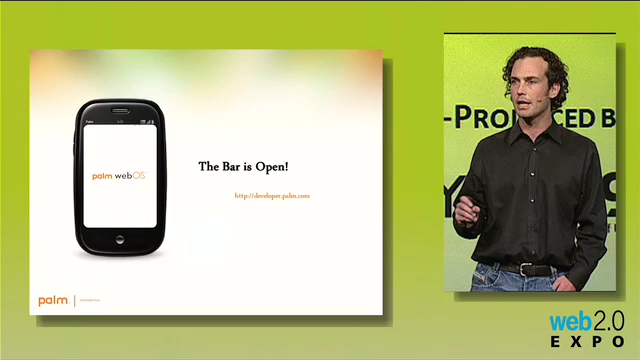 Palm
palm webOS
The Bar is Open!
http://developer.palm.com
palm
-PRODUCED B
web2.0
EXPO